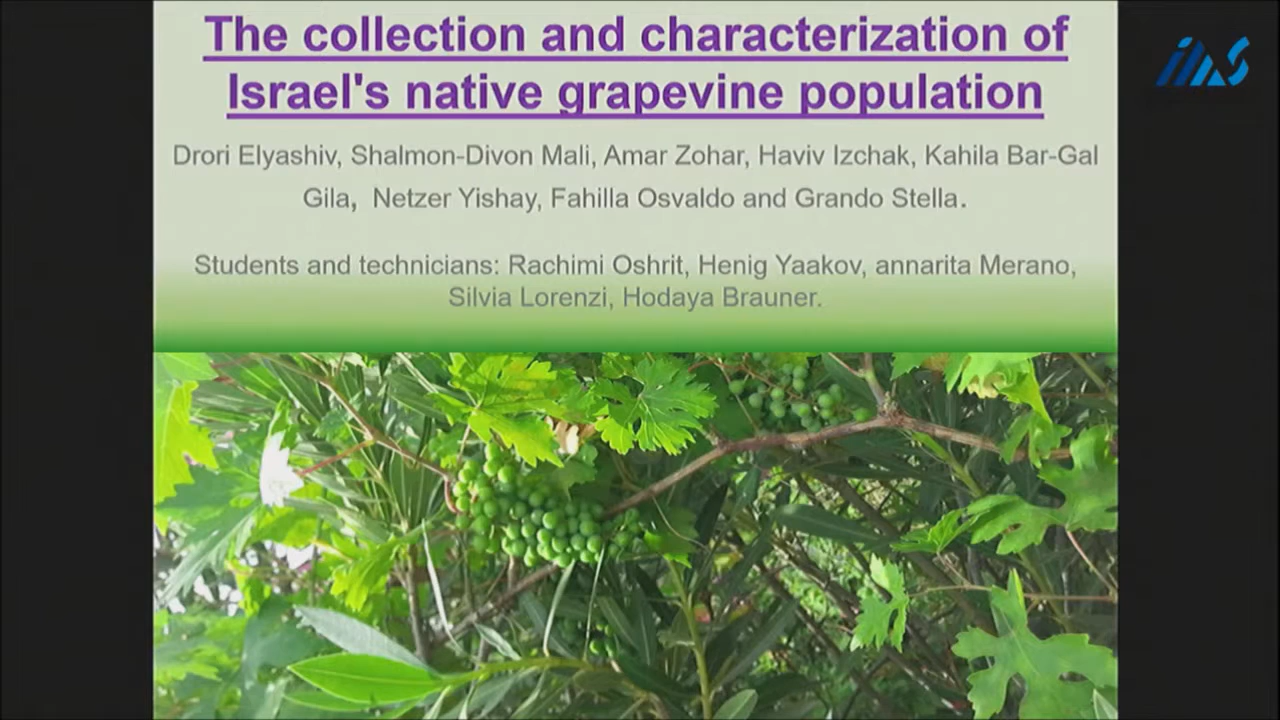 The collection and characterization of
Israel's native grapevine population
Drori Elyashiv, Shalmon-Divon Mali, Amar Zohar, Haviv Izchak, Kahila Bar-Gal
Gila, Netzer Yishay, Fahilla Osvaldo and Grando Stella.
Students and technicians: Rachimi Oshrit, Henig Yaakov, annarita Merano,
Silvia Lorenzi, Hodaya Brauner.
iias